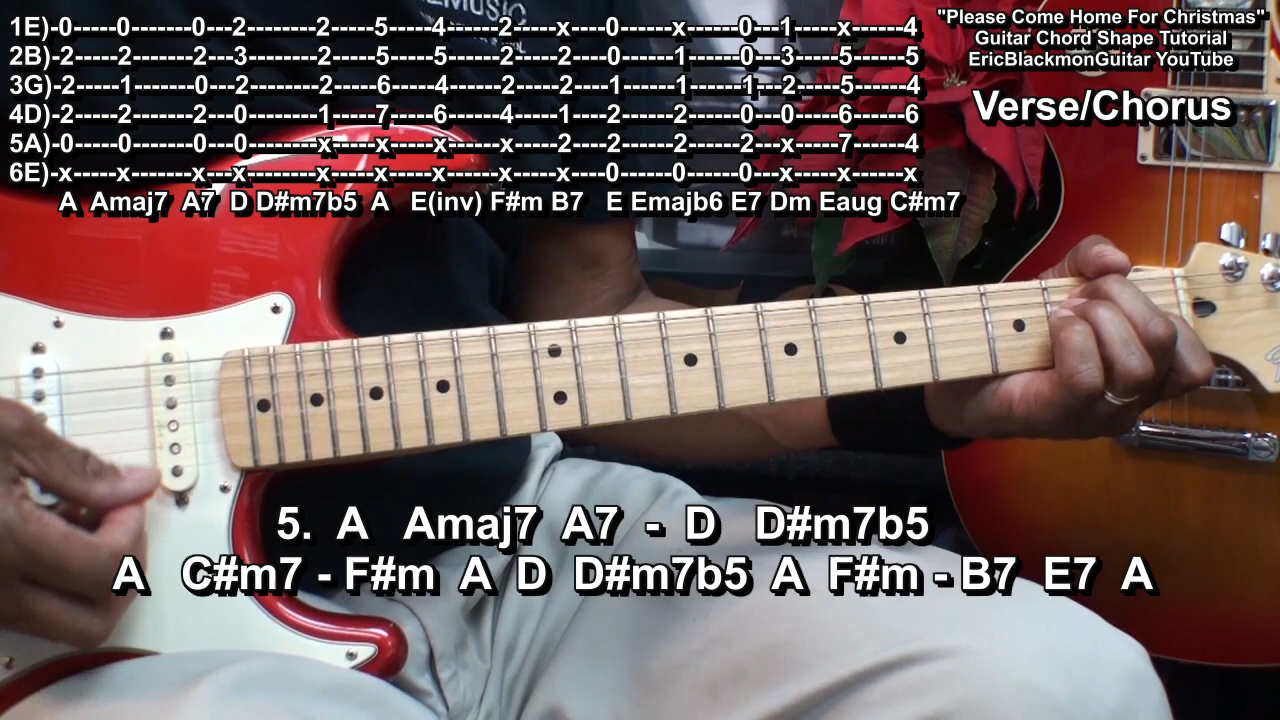 1E)-0-----0------0---2-------2-----5----4-----2----x----0-----x-----0--1----x------4
2B)-2-----2------2---3-------2-----5----5-----2----2----0-----1-----0--3----5------5
3G)-2-----1------0---2-------2-----6----4-----2----2----1-----1-----1--2----5------4
4D)-2-----2------2---0-------1-----7----6-----4----1----2-----2-----0--0----6------6
5A)-0-----0------0---0-------x-----x----x-----x----2----2-----2-----2--x----7------4
6E)-x-----x------x---x-------x-----x----x-----x----x----0-----0-----0--x----x------x
A Amaj7 A7 D D#m7b5 A E(inv) F#m B7 E Emajb6 E7 Dm Eaug C#m7
"Please Come Home For Christmas"
Guitar Chord Shape Tutorial
EricBlackmonGuitar YouTube
Verse/Chorus
5. A Amaj7 A7 - D D#m7b5
A C#m7 - F#m A D D#m7b5 A F#m - B7 E7 A